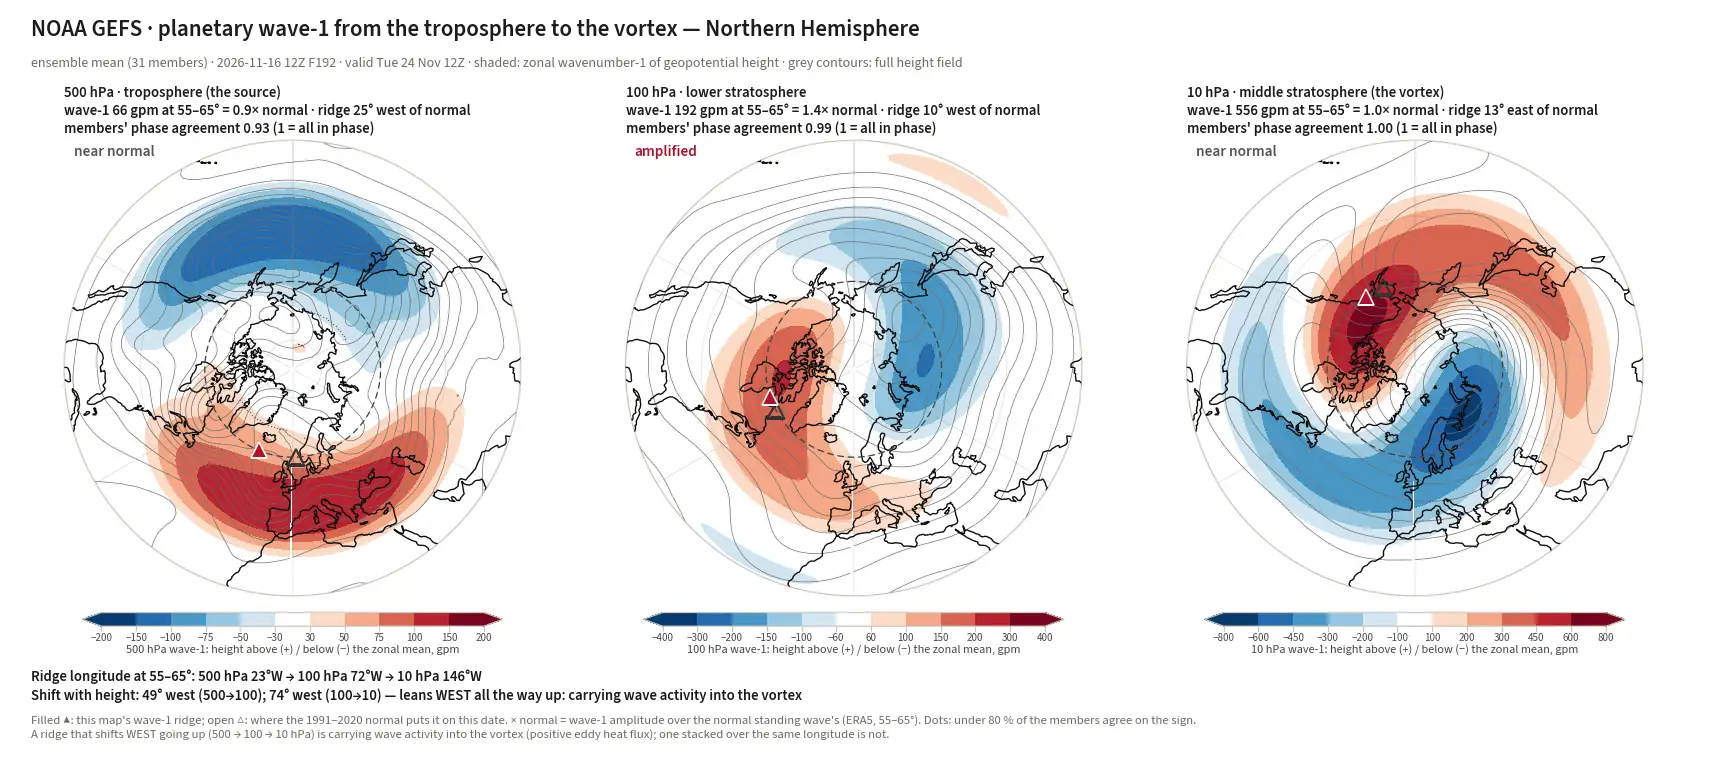 NOAA GEFS · planetary wave-1 from the troposphere to the vortex — Northern Hemisphere
ensemble mean (31 members) · 2026-11-16 12Z F192 · valid Tue 24 Nov 12Z · shaded: zonal wavenumber-1 of geopotential height · grey contours: full height field
500 hPa · troposphere (the source)
wave-1 66 gpm at 55–65° = 0.9× normal · ridge 25° west of normal
members' phase agreement 0.93 (1 = all in phase)
near normal
100 hPa · lower stratosphere
wave-1 192 gpm at 55–65° = 1.4× normal · ridge 10° west of normal
members' phase agreement 0.99 (1 = all in phase)
amplified
10 hPa · middle stratosphere (the vortex)
wave-1 556 gpm at 55–65° = 1.0× normal · ridge 13° east of normal
members' phase agreement 1.00 (1 = all in phase)
near normal
−200 −150 −100 −75 −50 −30 30 50 75 100 150 200
500 hPa wave-1: height above (+) / below (−) the zonal mean, gpm
−400 −300 −200 −150 −100 −60 60 100 150 200 300 400
100 hPa wave-1: height above (+) / below (−) the zonal mean, gpm
−800 −600 −450 −300 −200 −100 100 200 300 450 600 800
10 hPa wave-1: height above (+) / below (−) the zonal mean, gpm
Ridge longitude at 55–65°: 500 hPa 23°W → 100 hPa 72°W → 10 hPa 146°W
Shift with height: 49° west (500→100); 74° west (100→10) — leans WEST all the way up: carrying wave activity into the vortex
Filled ▲: this map's wave-1 ridge; open △: where the 1991–2020 normal puts it on this date. × normal = wave-1 amplitude over the normal standing wave's (ERA5, 55–65°). Dots: under 80 % of the members agree on the sign.
A ridge that shifts WEST going up (500 → 100 → 10 hPa) is carrying wave activity into the vortex (positive eddy heat flux); one stacked over the same longitude is not.